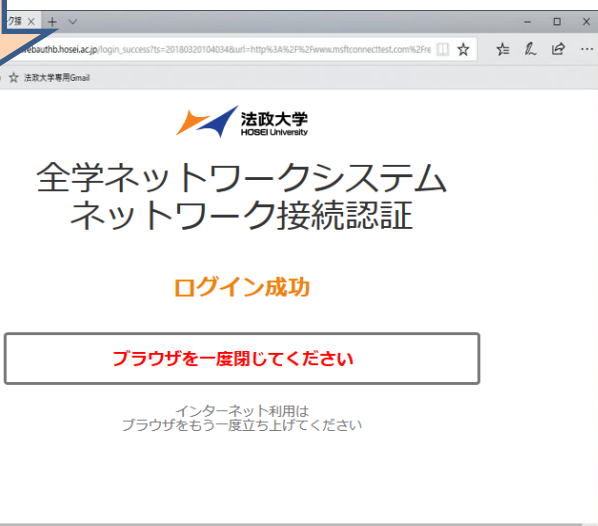 ebauthb.hosei.ac.jp/login_success?ts=20180320104034&url=http%3A%2F%2Fwww.msftconnecttest.com%2Fre
法政大学専用Gmail
法政大学
HOSEI University
全学ネットワークシステム
ネットワーク接続認証
ログイン成功
ブラウザを一度閉じてください
インターネット利用は
ブラウザをもう一度立ち上げてください